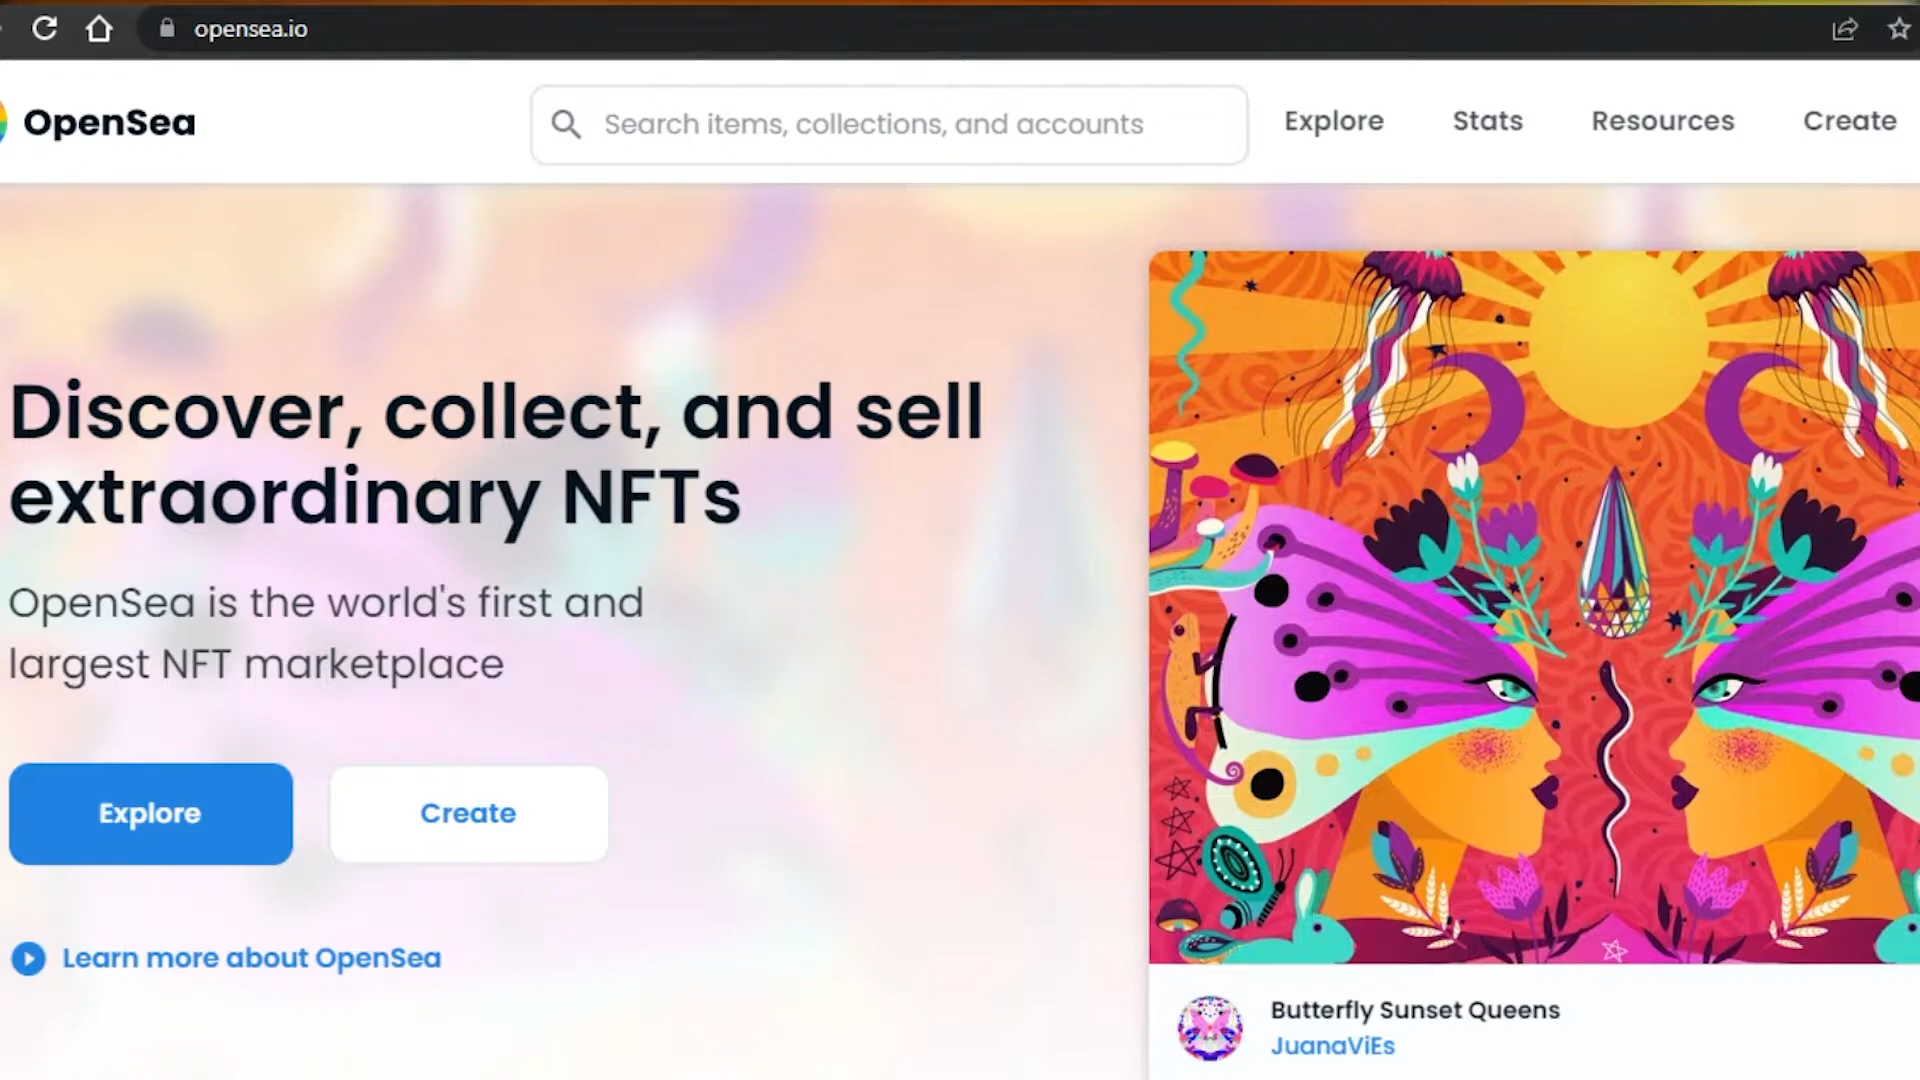 opensea.io
OpenSea
Search items, collections, and accounts
Explore
Stats
Resources
Create
Discover, collect, and sell
extraordinary NFTs
OpenSea is the world's first and
largest NFT marketplace
Explore
Create
Learn more about OpenSea
Butterfly Sunset Queens
JuanaViEs